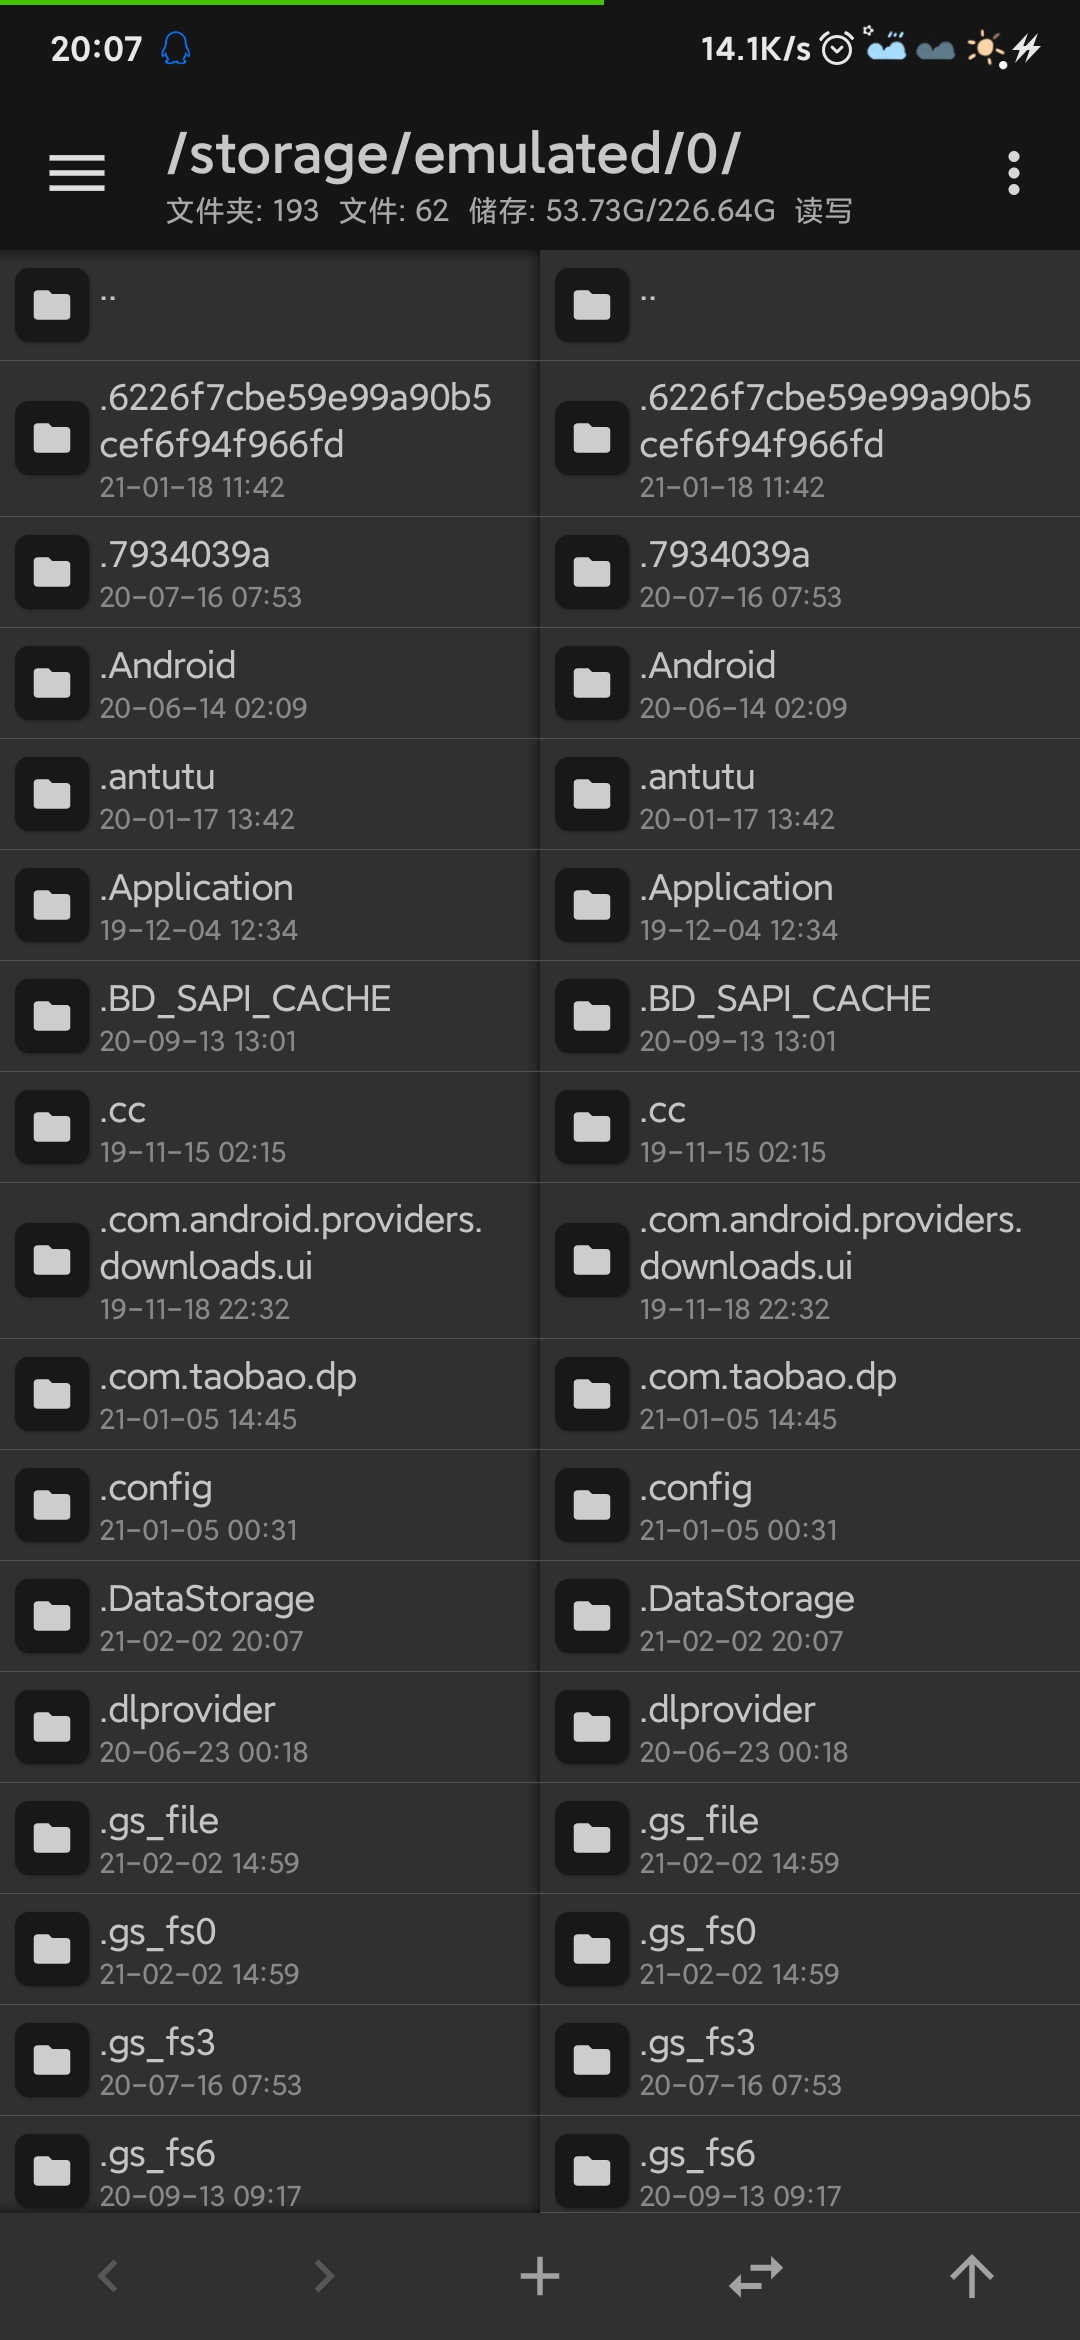 20:07
14.1K/s
/storage/emulated/0/
文件夹: 193 文件: 62 储存: 53.73G/226.64G 读写
..
.6226f7cbe59e99a90b5
cef6f94f966fd
21-01-18 11:42
.7934039a
20-07-16 07:53
.Android
20-06-14 02:09
.antutu
20-01-17 13:42
.Application
19-12-04 12:34
.BD_SAPI_CACHE
20-09-13 13:01
.cc
19-11-15 02:15
.com.android.providers.
downloads.ui
19-11-18 22:32
.com.taobao.dp
21-01-05 14:45
.config
21-01-05 00:31
.DataStorage
21-02-02 20:07
.dlprovider
20-06-23 00:18
.gs_file
21-02-02 14:59
.gs_fs0
21-02-02 14:59
.gs_fs3
20-07-16 07:53
.gs_fs6
20-09-13 09:17
..
.6226f7cbe59e99a90b5
cef6f94f966fd
21-01-18 11:42
.7934039a
20-07-16 07:53
.Android
20-06-14 02:09
.antutu
20-01-17 13:42
.Application
19-12-04 12:34
.BD_SAPI_CACHE
20-09-13 13:01
.cc
19-11-15 02:15
.com.android.providers.
downloads.ui
19-11-18 22:32
.com.taobao.dp
21-01-05 14:45
.config
21-01-05 00:31
.DataStorage
21-02-02 20:07
.dlprovider
20-06-23 00:18
.gs_file
21-02-02 14:59
.gs_fs0
21-02-02 14:59
.gs_fs3
20-07-16 07:53
.gs_fs6
20-09-13 09:17